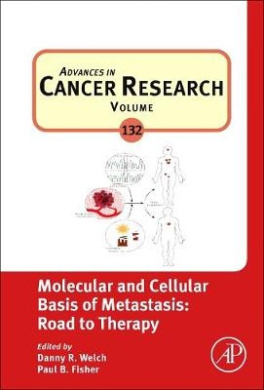 ADVANCES IN
CANCER RESEARCH
VOLUME
132
Molecular and Cellular
Basis of Metastasis:
Road to Therapy
Edited by
Danny R. Welch
Paul B. Fisher
AP